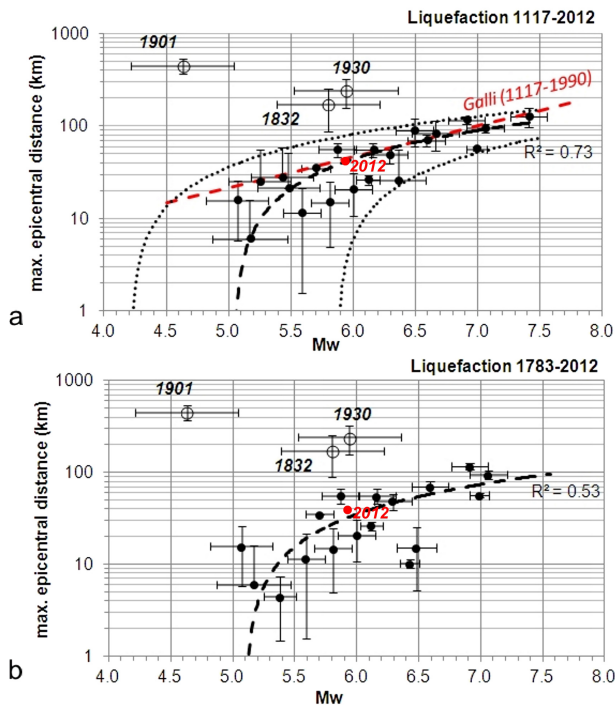 Liquefaction 1117-2012
1000
1901
1930
1832
Galli (1117-1990)
100
2012
R² = 0.73
10
1
max. epicentral distance (km)
4.0 4.5 5.0 5.5 6.0 6.5 7.0 7.5 8.0
Mw
a
Liquefaction 1783-2012
1000
1901
1930
1832
100
2012
R² = 0.53
10
1
max. epicentral distance (km)
4.0 4.5 5.0 5.5 6.0 6.5 7.0 7.5 8.0
Mw
b